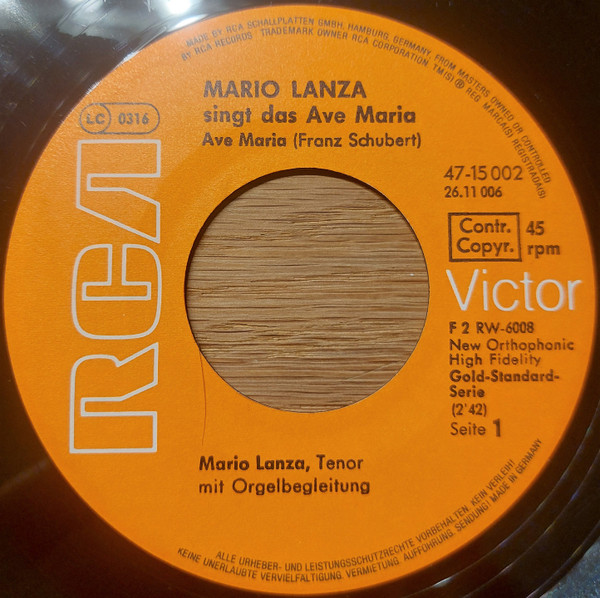 MADE BY RCA SCHALLPLATTEN GMBH, HAMBURG, GERMANY, FROM MASTERS OWNED OR CONTROLLED
BY RCA RECORDS TRADEMARK OWNER RCA CORPORATION TM(S) ® REG MARCA(S) REGISTRADA(S)
MARIO LANZA
singt das Ave Maria
Ave Maria (Franz Schubert)
LC 0316
RCA
47-15 002
26.11 006
Contr. Copyr.
45 rpm
Victor
F 2 RW-6008
New Orthophonic
High Fidelity
Gold-Standard-
Serie
(2'42)
Seite 1
Mario Lanza, Tenor
mit Orgelbegleitung
ALLE URHEBER- UND LEISTUNGSSCHUTZRECHTE VORBEHALTEN. KEIN VERLEIH!
KEINE UNERLAUBTE VERVIELFÄLTIGUNG, VERMIETUNG, AUFFÜHRUNG, SENDUNG! MADE IN GERMANY